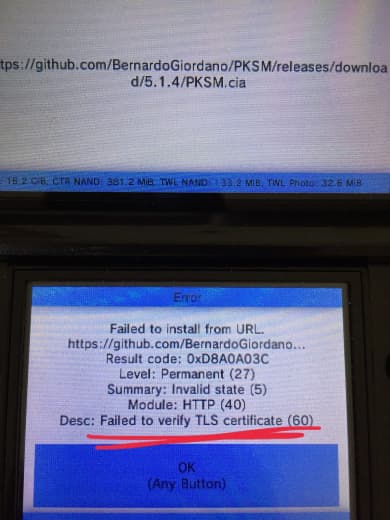 tps://github.com/BernardoGiordano/PKSM/releases/downloa
d/5.1.4/PKSM.cia
: 16.2 GiB, CTR NAND: 381.2 MiB, TWL NAND: 133.3 MiB, TWL Photo: 32.6 MiB
Error
Failed to install from URL.
https://github.com/BernardoGiordano...
Result code: 0xD8A0A03C
Level: Permanent (27)
Summary: Invalid state (5)
Module: HTTP (40)
Desc: Failed to verify TLS certificate (60)
OK
(Any Button)